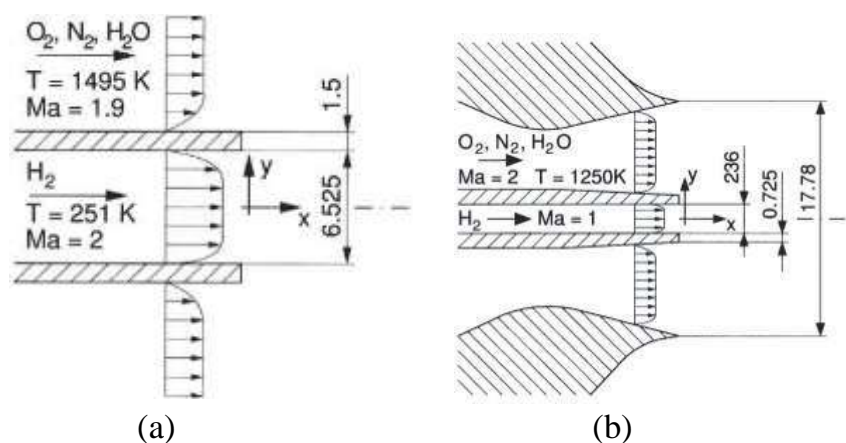 O₂, N₂, H₂O
T = 1495 K
Ma = 1.9
1.5
H₂
T = 251 K
Ma = 2
y
x
6.525
(a)
O₂, N₂, H₂O
Ma = 2 T = 1250K
y
H₂ Ma = 1
x
236
0.725
17.78
(b)